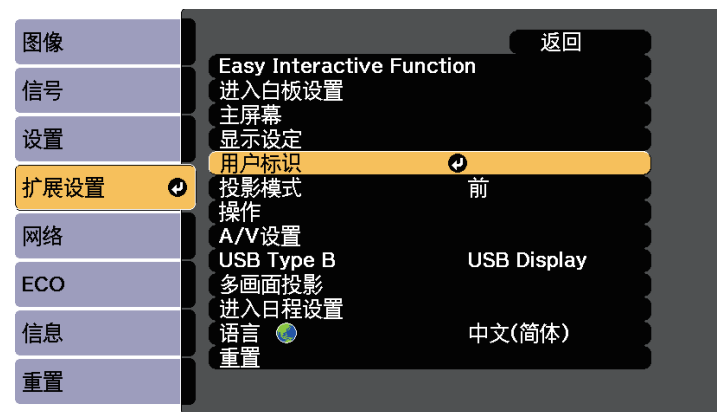 图像
信号
设置
扩展设置
网络
ECO
信息
重置
返回
Easy Interactive Function
进入白板设置
主屏幕
显示设定
用户标识
投影模式 前
操作
A/V设置
USB Type B USB Display
多画面投影
进入日程设置
语言 中文(简体)
重置